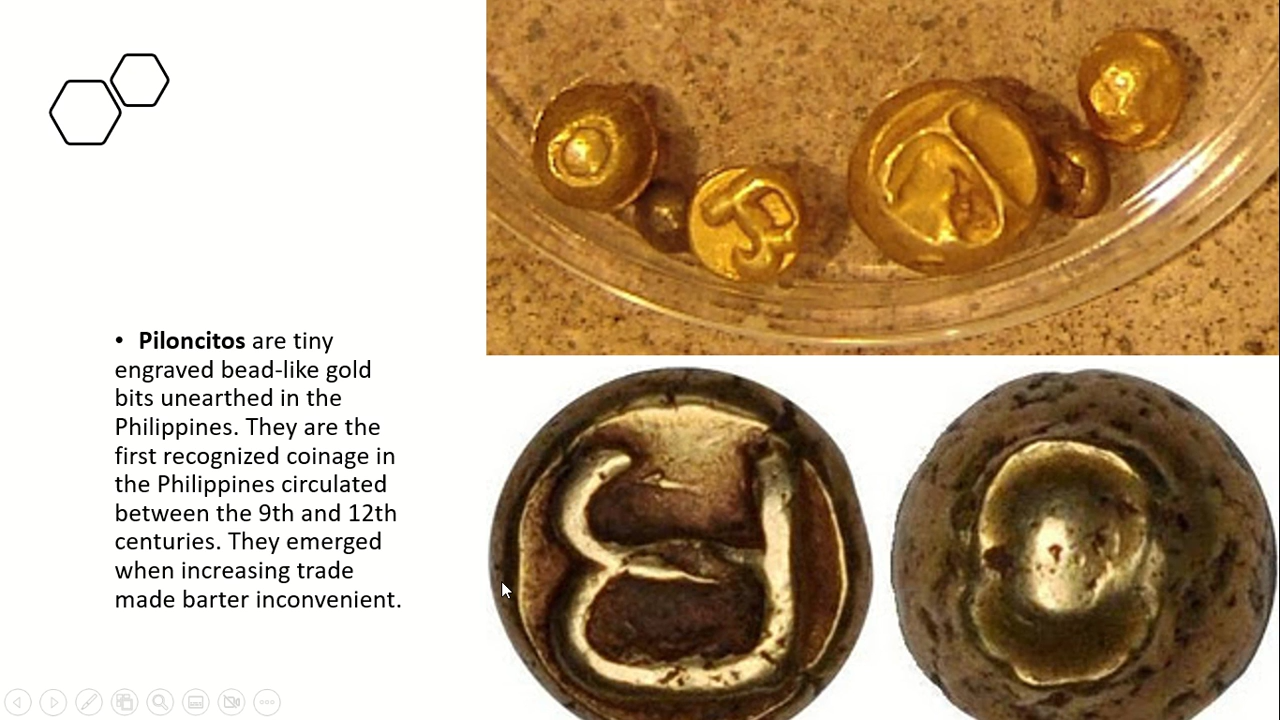 • Piloncitos are tiny
engraved bead-like gold
bits unearthed in the
Philippines. They are the
first recognized coinage in
the Philippines circulated
between the 9th and 12th
centuries. They emerged
when increasing trade
made barter inconvenient.